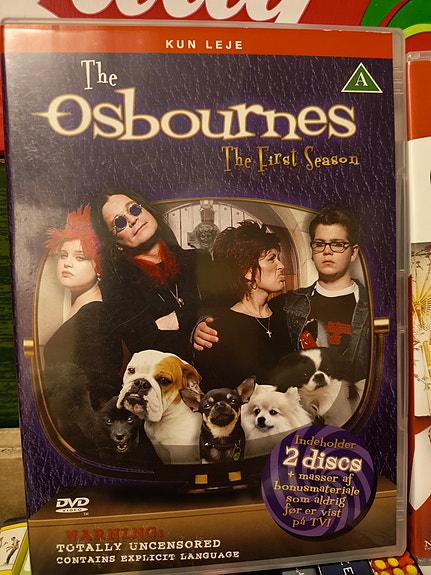 KUN LEJE
The
A
Osbournes
The First Season
Indeholder
2 discs
+ masser af
bonusmateriale
som aldrig
før er vist
på TV!
DVD
VIDEO
WARNING:
TOTALLY UNCENSORED
CONTAINS EXPLICIT LANGUAGE